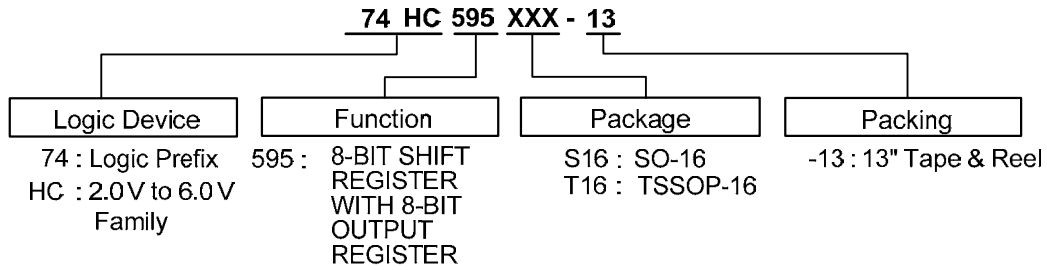 74 HC 595 XXX - 13
Logic Device
74 : Logic Prefix
HC : 2.0 V to 6.0 V
Family
Function
595 : 8-BIT SHIFT
REGISTER
WITH 8-BIT
OUTPUT
REGISTER
Package
S16 : SO-16
T16 : TSSOP-16
Packing
-13 : 13" Tape & Reel